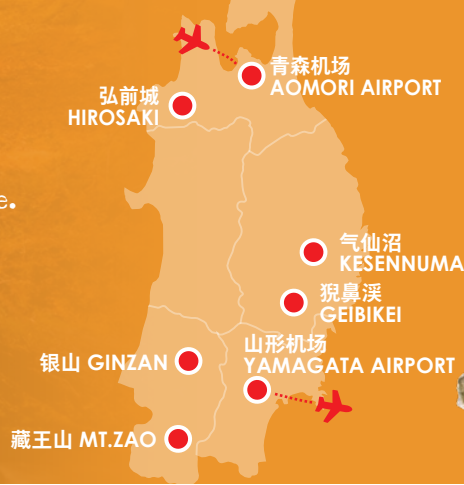 青森机场
AOMORI AIRPORT
弘前城
HIROSAKI
e.
气仙沼
KESENNUMA
猊鼻溪
GEIBIKEI
山形机场
YAMAGATA AIRPORT
银山 GINZAN
藏王山 MT.ZAO